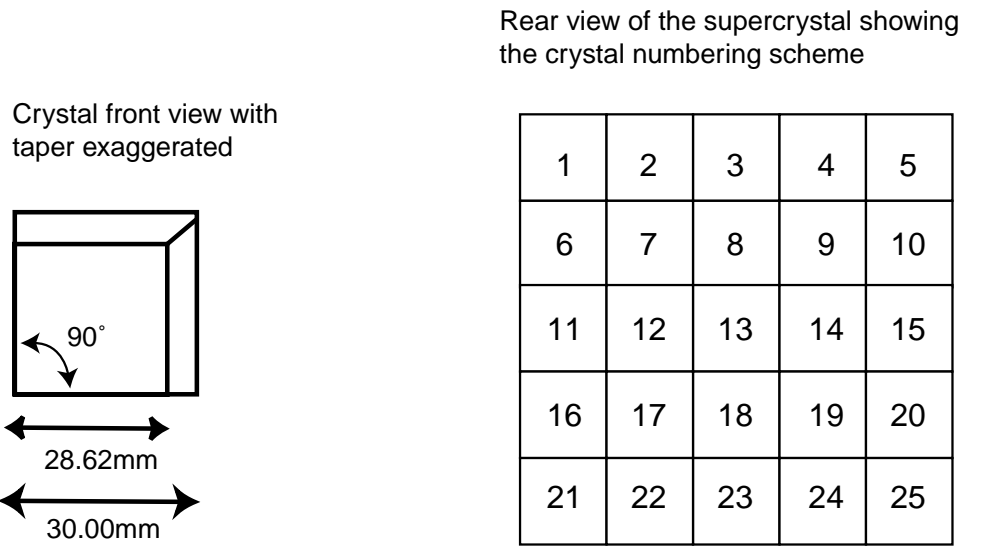 Rear view of the supercrystal showing
the crystal numbering scheme
Crystal front view with
taper exaggerated
90°
28.62mm
30.00mm
1 2 3 4 5
6 7 8 9 10
11 12 13 14 15
16 17 18 19 20
21 22 23 24 25